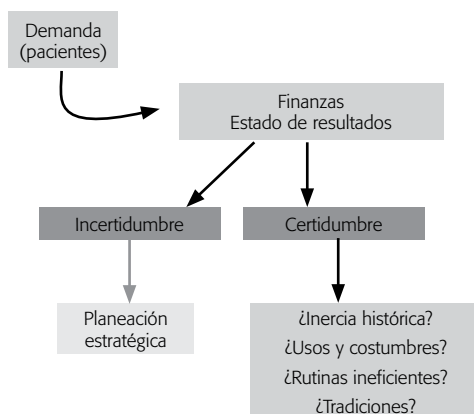 Demanda
(pacientes)
Finanzas
Estado de resultados
Incertidumbre
Certidumbre
Planeación
estratégica
¿Inercia histórica?
¿Usos y costumbres?
¿Rutinas ineficientes?
¿Tradiciones?